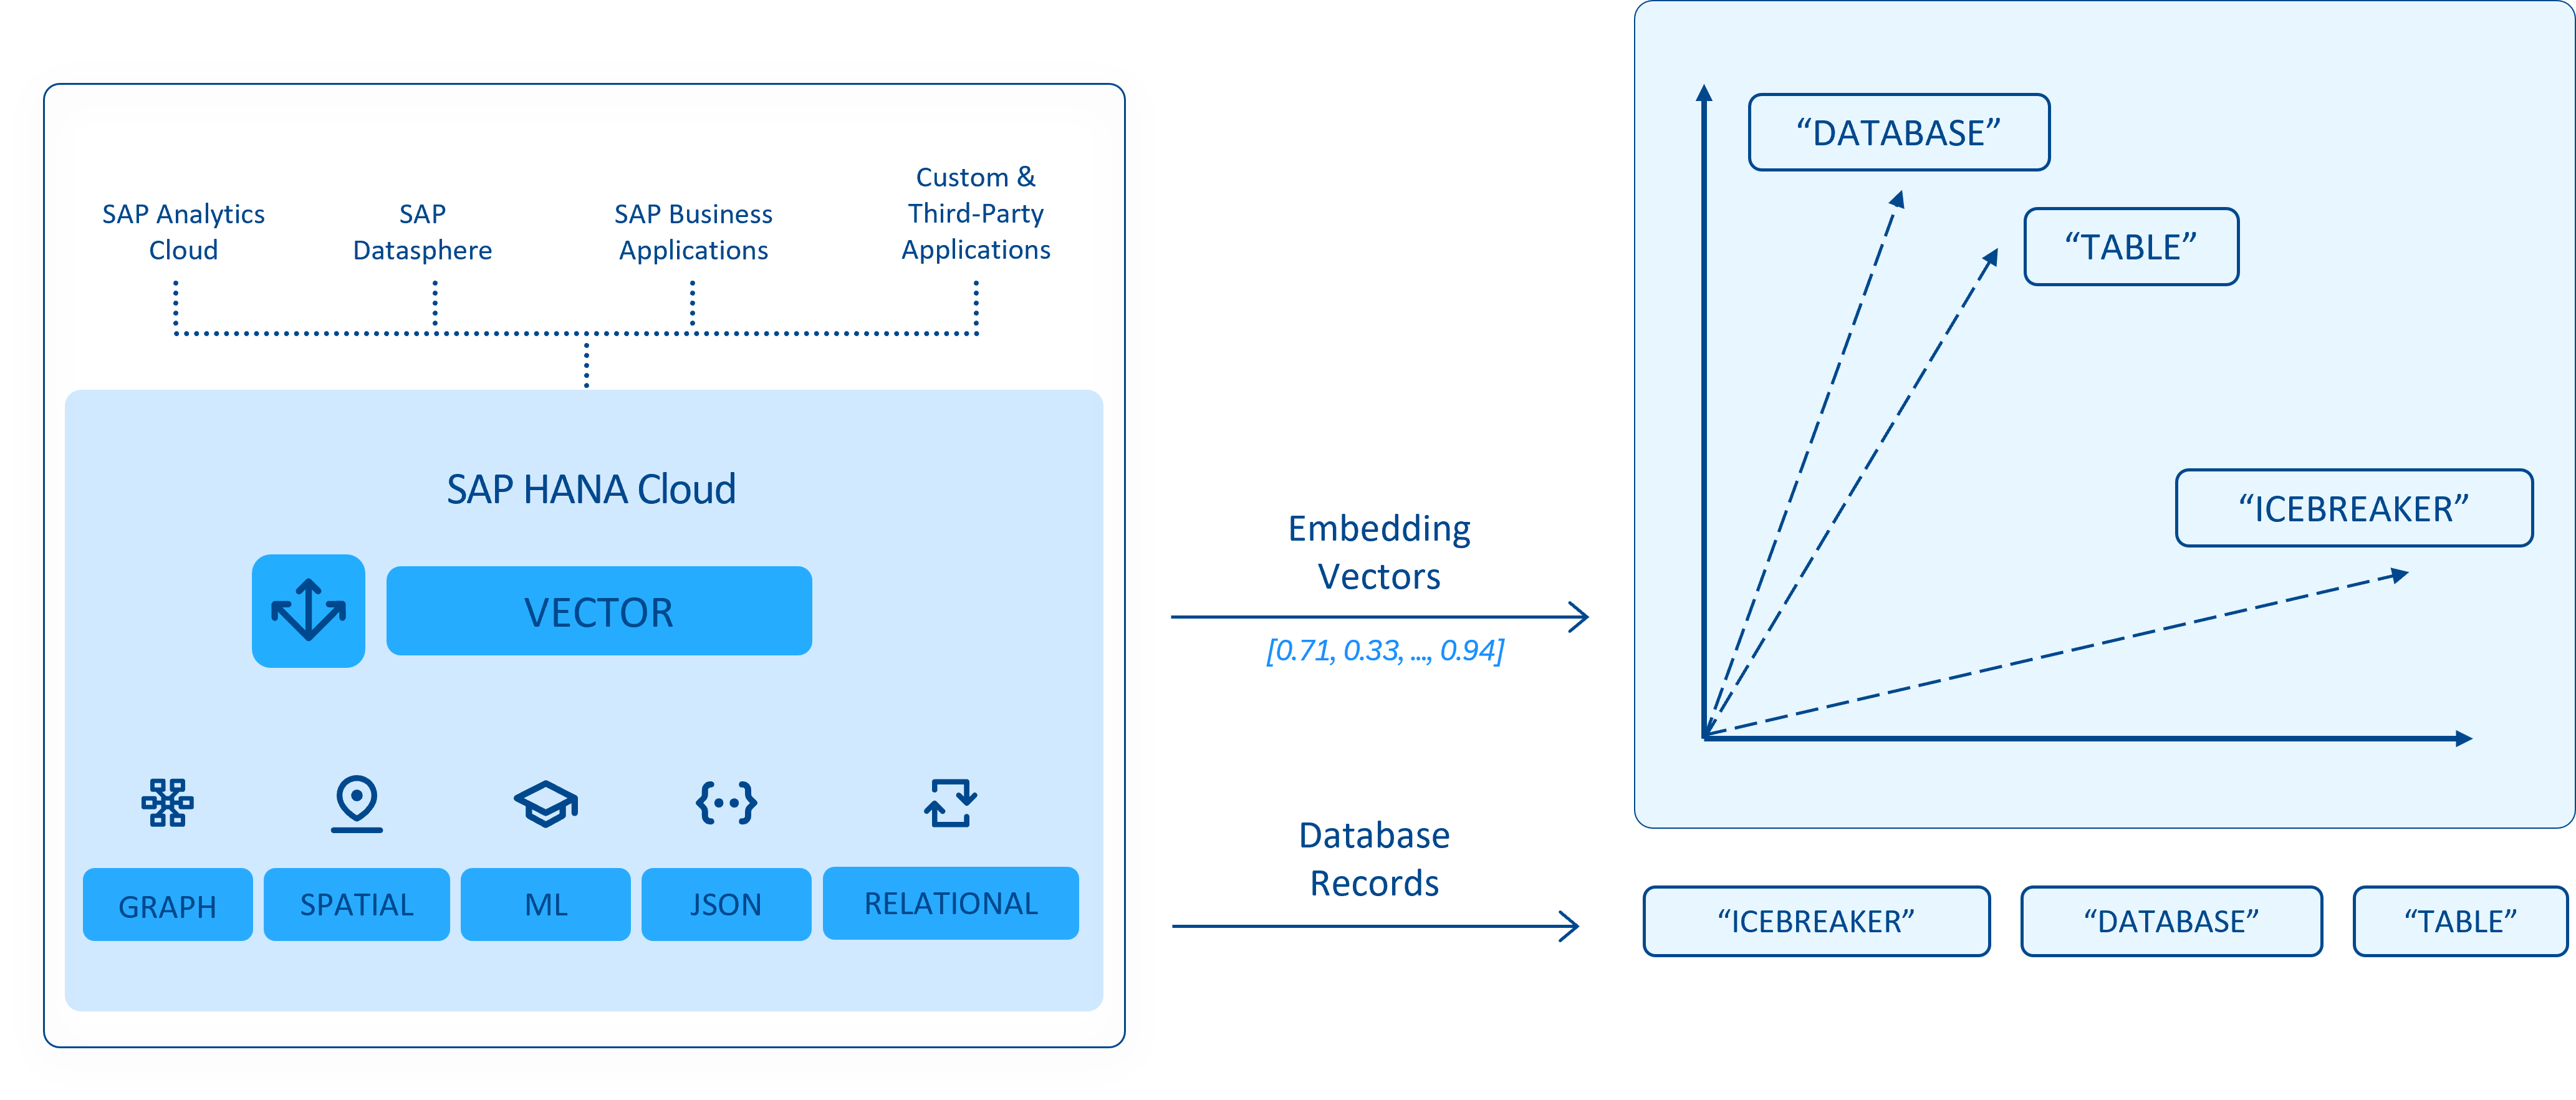 SAP Analytics
Cloud
SAP
Datasphere
SAP Business
Applications
Custom &
Third-Party
Applications
SAP HANA Cloud
VECTOR
GRAPH
SPATIAL
ML
JSON
RELATIONAL
Embedding
Vectors
[0.71, 0.33, ..., 0.94]
Database
Records
“DATABASE”
“TABLE”
“ICEBREAKER”
“ICEBREAKER”
“DATABASE”
“TABLE”